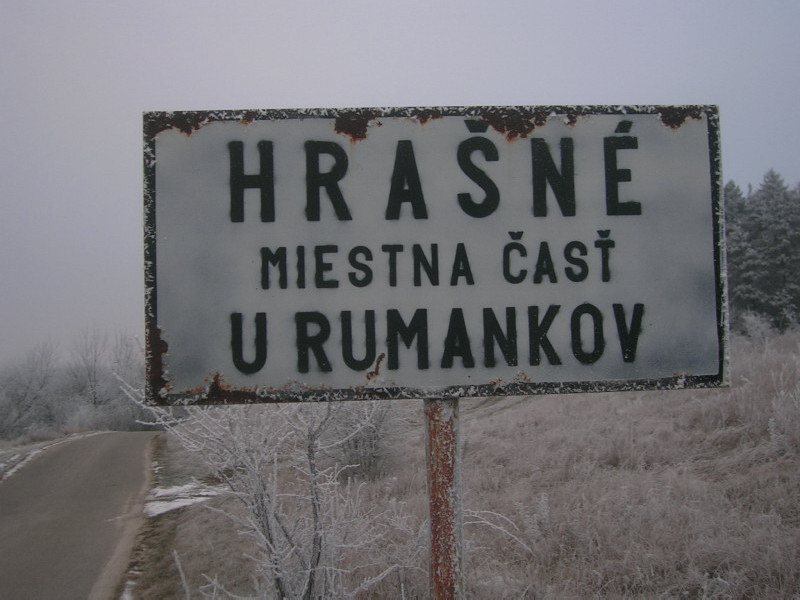 HRAŠNÉ
MIESTNA ČASŤ
U RUMANKOV